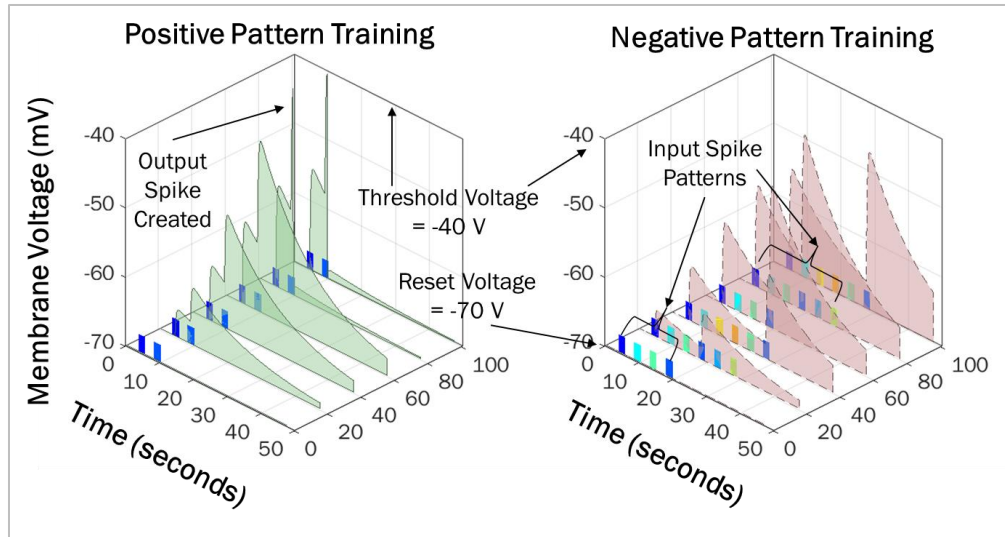 Positive Pattern Training
Negative Pattern Training
Membrane Voltage (mV)
-40
-50
-60
-70
Output
Spike
Created
Threshold Voltage
= -40 V
Reset Voltage
= -70 V
0
10
20
30
40
50
Time (seconds)
0
20
40
60
80
100
-40
-50
-60
-70
Input Spike
Patterns
0
10
20
30
40
50
Time (seconds)
0
20
40
60
80
100